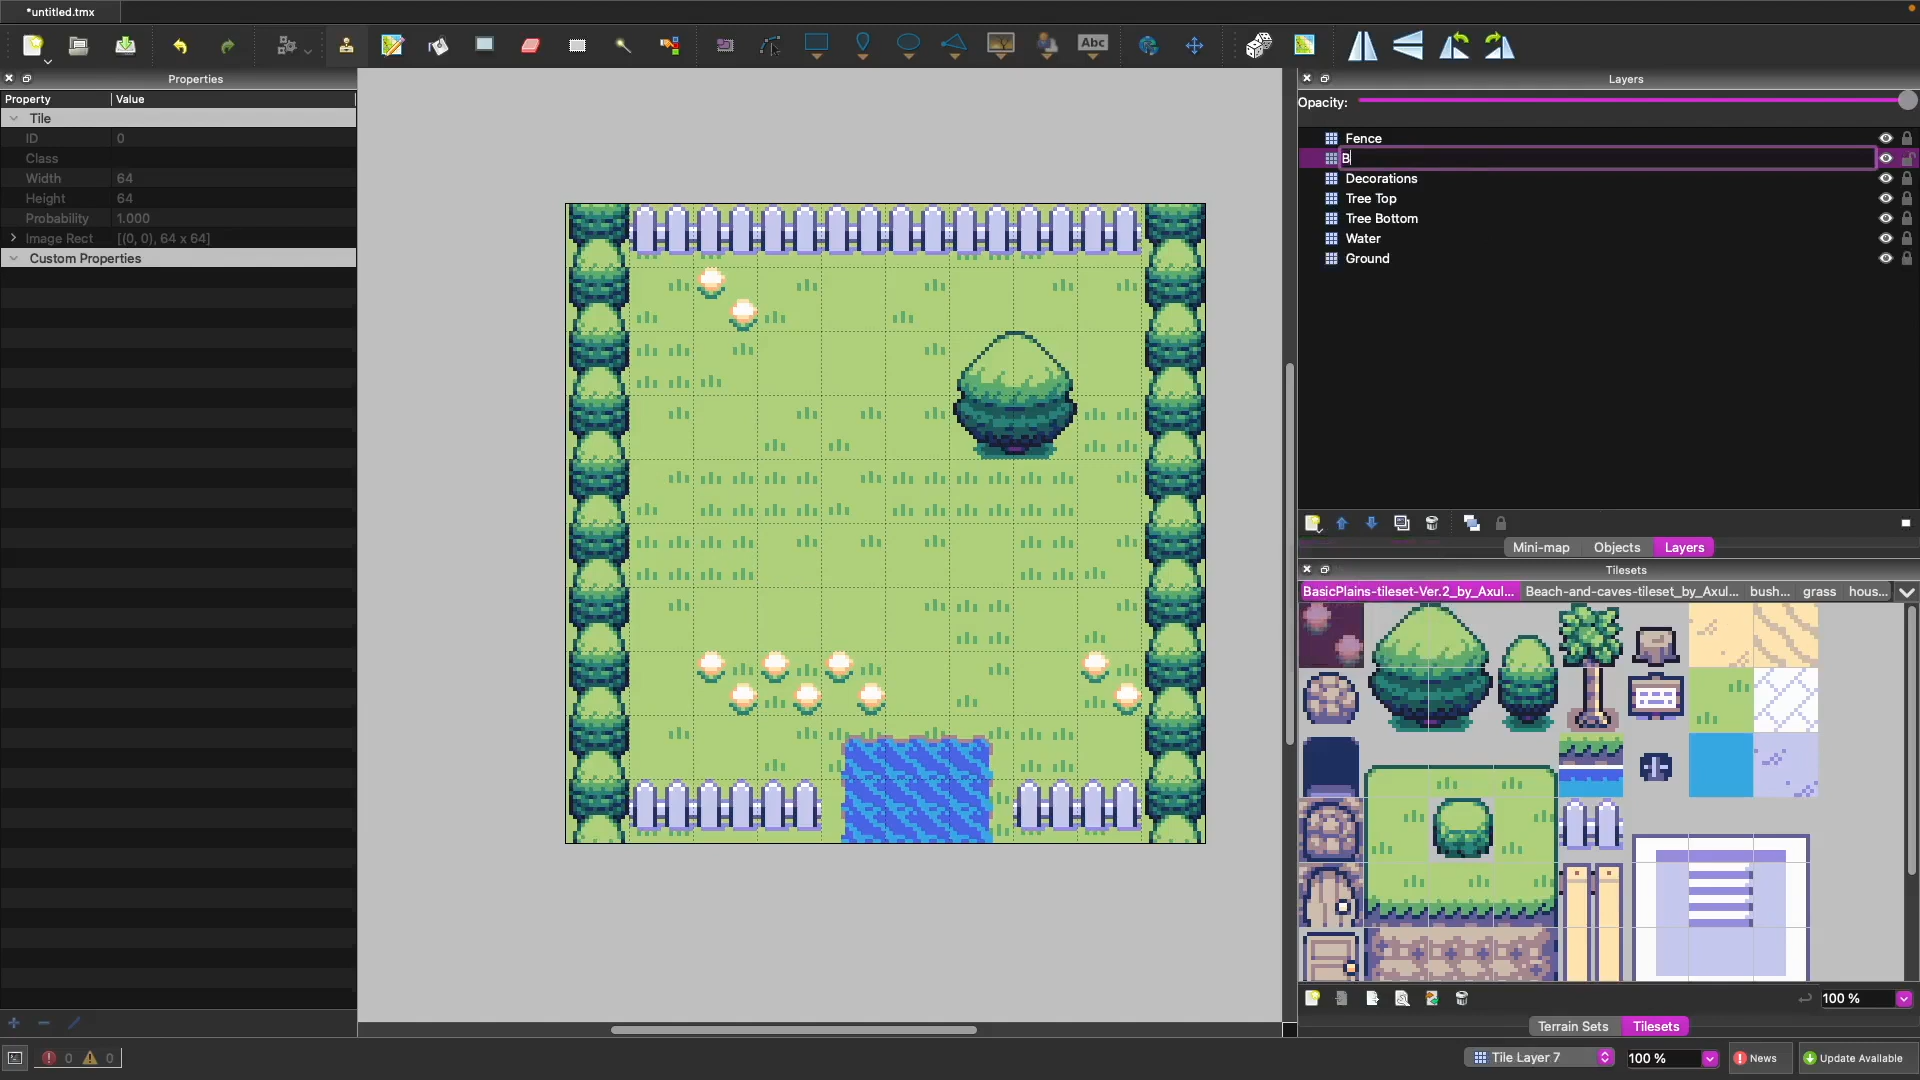 *untitled.tmx
Abc
Properties
Property Value
Tile
ID 0
Class
Width 64
Height 64
Probability 1.000
Image Rect [(0, 0), 64 x 64]
Custom Properties
Layers
Opacity:
Fence
B
Decorations
Tree Top
Tree Bottom
Water
Ground
Mini-map Objects Layers
Tilesets
BasicPlains-tileset-Ver.2_by_Axul... Beach-and-caves-tileset_by_Axul... bush... grass hous...
100 %
Terrain Sets Tilesets
0 0 Tile Layer 7 100 % News Update Available